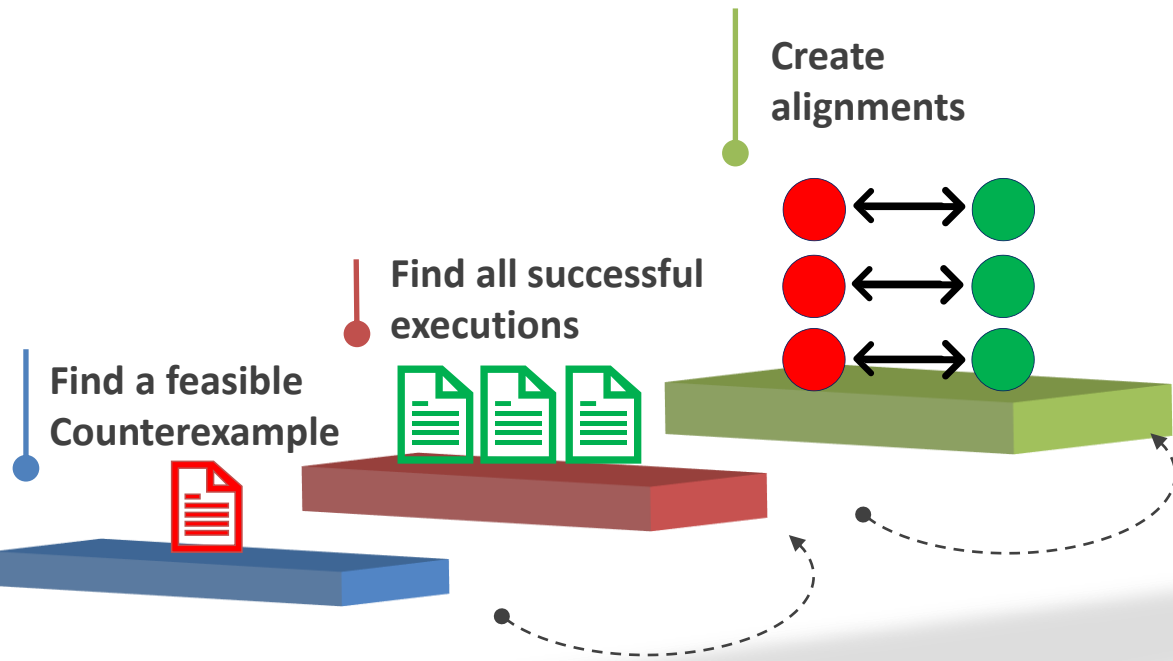 Create
alignments
Find all successful
executions
Find a feasible
Counterexample